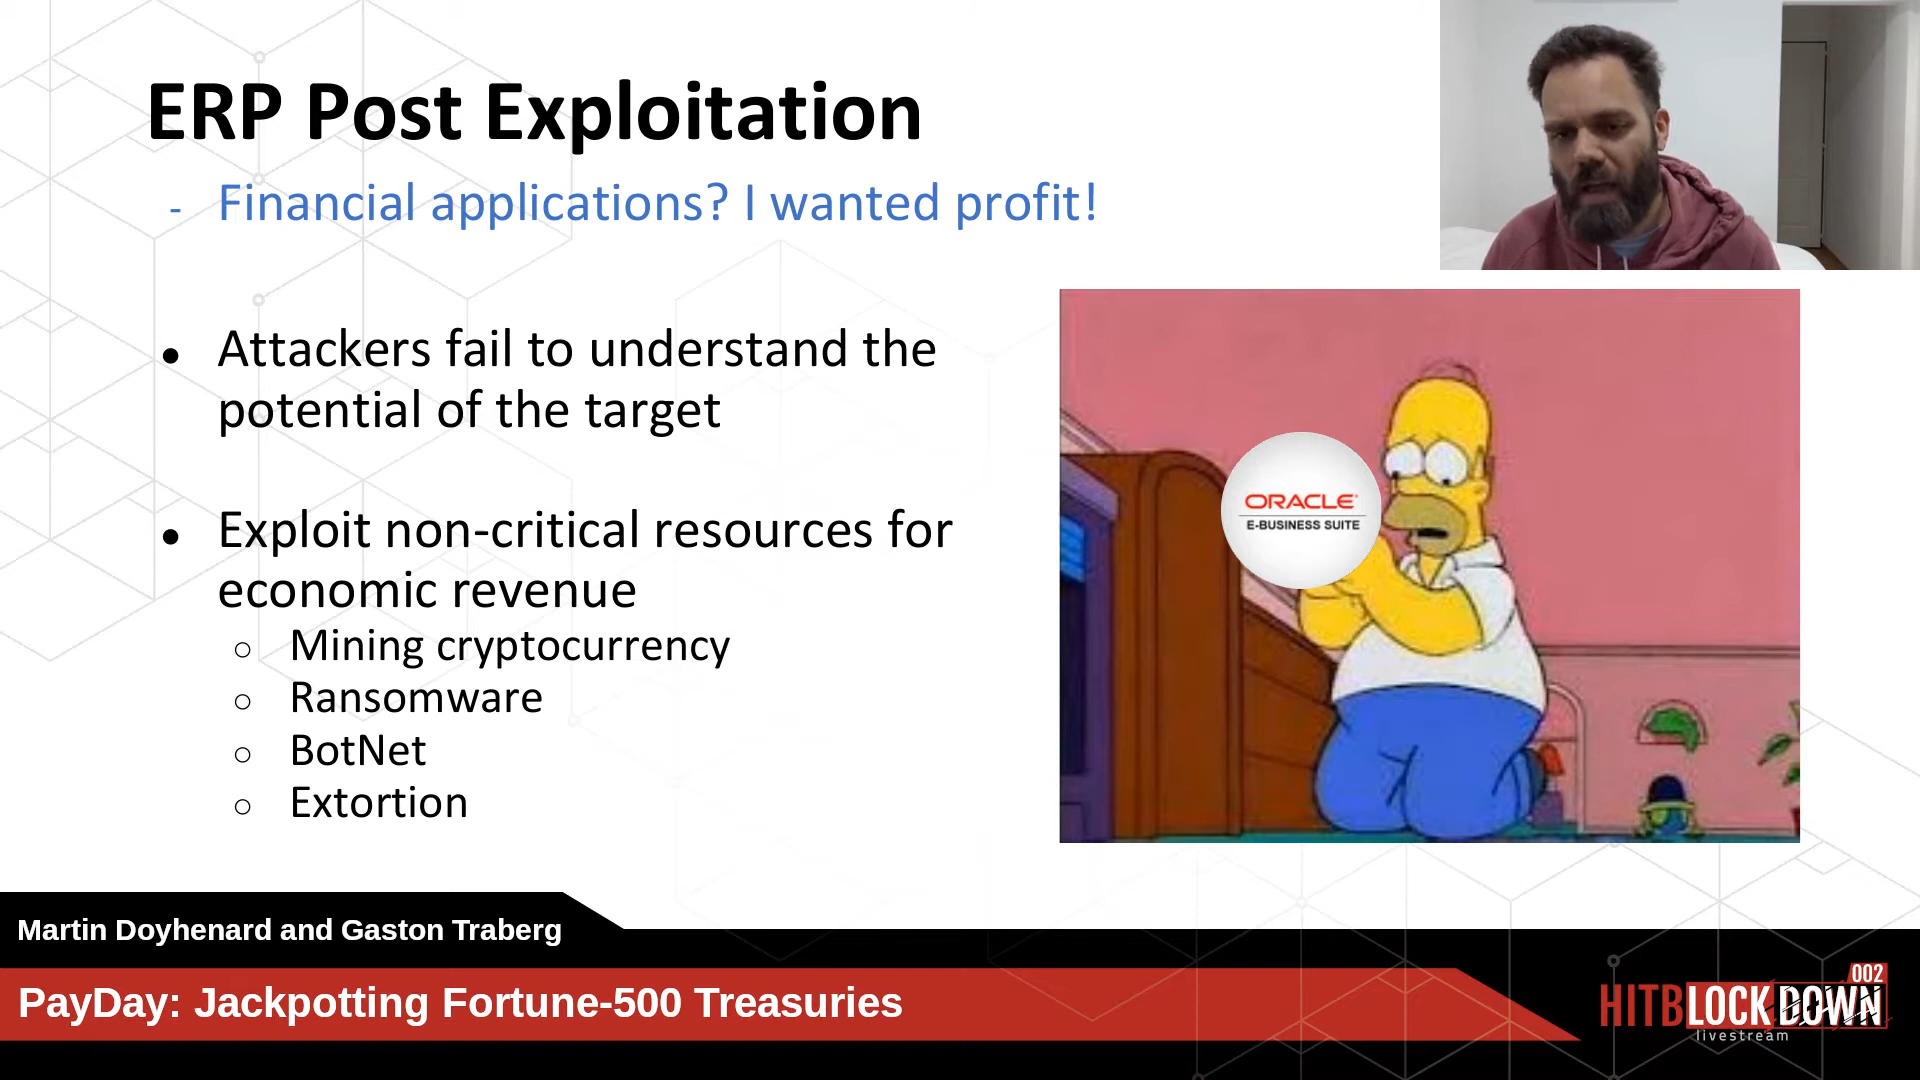 ERP Post Exploitation
- Financial applications? I wanted profit!
● Attackers fail to understand the
potential of the target
● Exploit non-critical resources for
economic revenue
○ Mining cryptocurrency
○ Ransomware
○ BotNet
○ Extortion
ORACLE
E-BUSINESS SUITE
Martin Doyhenard and Gaston Traberg
PayDay: Jackpotting Fortune-500 Treasuries
002
HITBLOCKDOWN
livestream